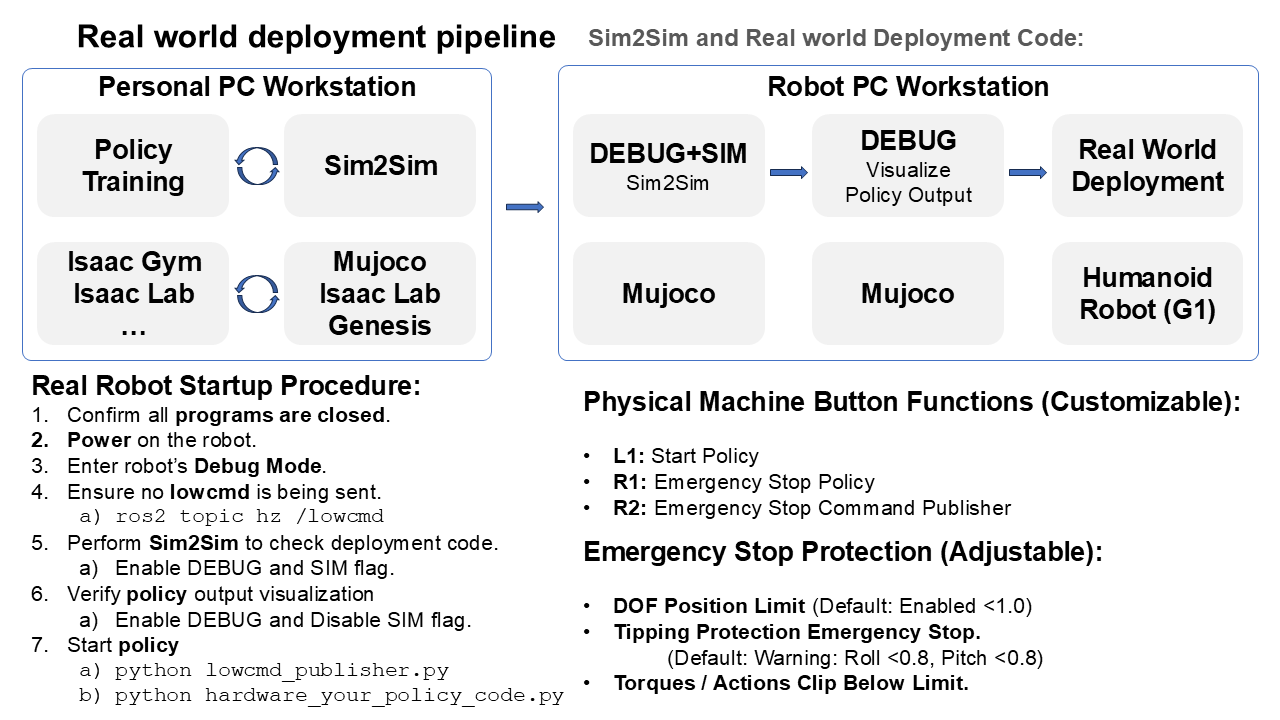 Real world deployment pipeline
Sim2Sim and Real world Deployment Code:
Personal PC Workstation
Policy
Training
Sim2Sim
Isaac Gym
Isaac Lab
…
Mujoco
Isaac Lab
Genesis
Robot PC Workstation
DEBUG+SIM
Sim2Sim
DEBUG
Visualize
Policy Output
Real World
Deployment
Mujoco
Mujoco
Humanoid
Robot (G1)
Real Robot Startup Procedure:
1. Confirm all programs are closed.
2. Power on the robot.
3. Enter robot's Debug Mode.
4. Ensure no lowcmd is being sent.
a) ros2 topic hz /lowcmd
5. Perform Sim2Sim to check deployment code.
a) Enable DEBUG and SIM flag.
6. Verify policy output visualization
a) Enable DEBUG and Disable SIM flag.
7. Start policy
a) python lowcmd_publisher.py
b) python hardware_your_policy_code.py
Physical Machine Button Functions (Customizable):
• L1: Start Policy
• R1: Emergency Stop Policy
• R2: Emergency Stop Command Publisher
Emergency Stop Protection (Adjustable):
• DOF Position Limit (Default: Enabled <1.0)
• Tipping Protection Emergency Stop.
(Default: Warning: Roll <0.8, Pitch <0.8)
• Torques / Actions Clip Below Limit.